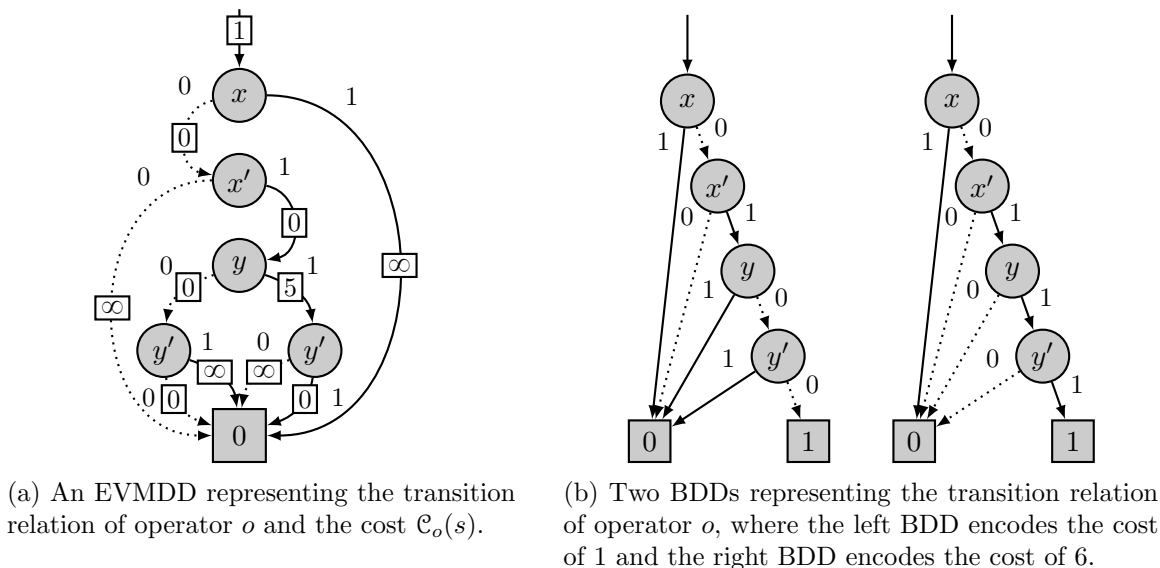 1
0 x 1
0
0 x′ 1
0
y
0 1
0 5
∞ ∞
y′ y′
1 0
∞ ∞
0 0 0 1
0
x
1 0
x′
0 1
y
1 0
y′
1 0
0 1
x
1 0
x′
0 1
y
0 1
y′
0 1
0 1
(a) An EVMDD representing the transition
relation of operator o and the cost 𝒞ₒ(s).
(b) Two BDDs representing the transition relation
of operator o, where the left BDD encodes the cost
of 1 and the right BDD encodes the cost of 6.